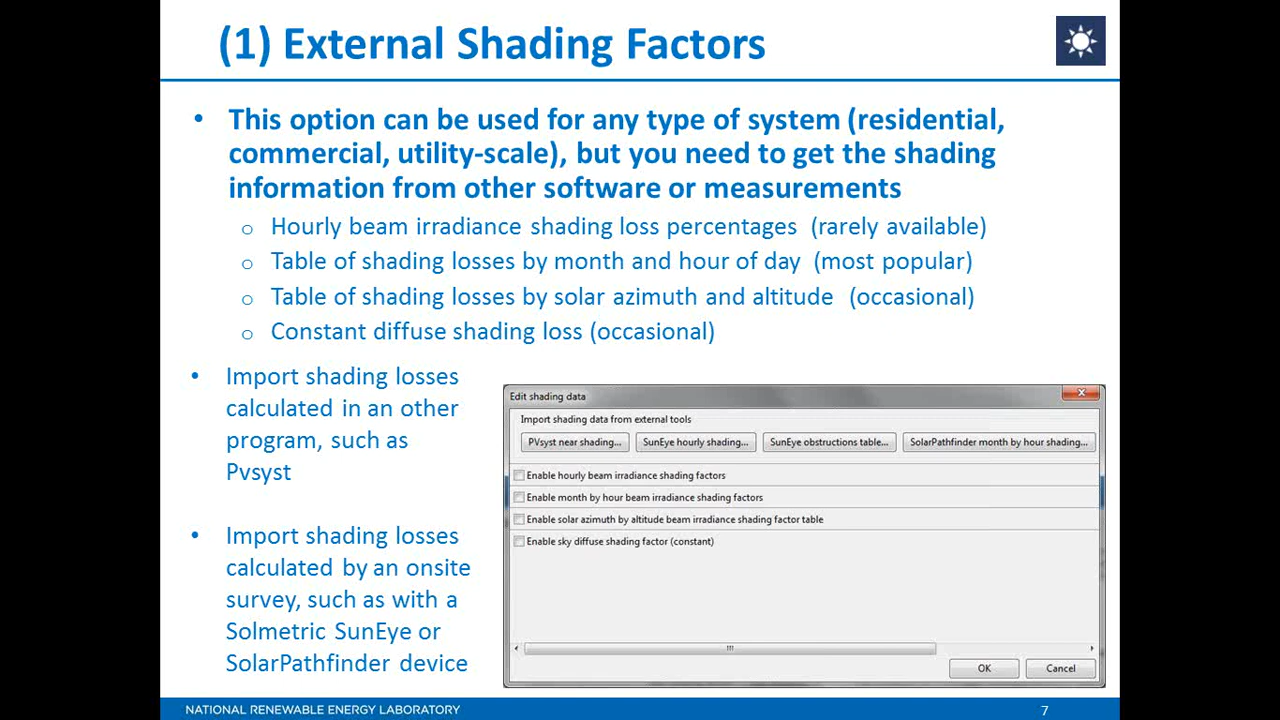 (1) External Shading Factors
• This option can be used for any type of system (residential,
commercial, utility-scale), but you need to get the shading
information from other software or measurements
o Hourly beam irradiance shading loss percentages (rarely available)
o Table of shading losses by month and hour of day (most popular)
o Table of shading losses by solar azimuth and altitude (occasional)
o Constant diffuse shading loss (occasional)
• Import shading losses
calculated in an other
program, such as
Pvsyst
• Import shading losses
calculated by an onsite
survey, such as with a
Solmetric SunEye or
SolarPathfinder device
Edit shading data
Import shading data from external tools
PVsyst near shading... SunEye hourly shading... SunEye obstructions table... SolarPathfinder month by hour shading...
Enable hourly beam irradiance shading factors
Enable month by hour beam irradiance shading factors
Enable solar azimuth by altitude beam irradiance shading factor table
Enable sky diffuse shading factor (constant)
OK Cancel
NATIONAL RENEWABLE ENERGY LABORATORY 7